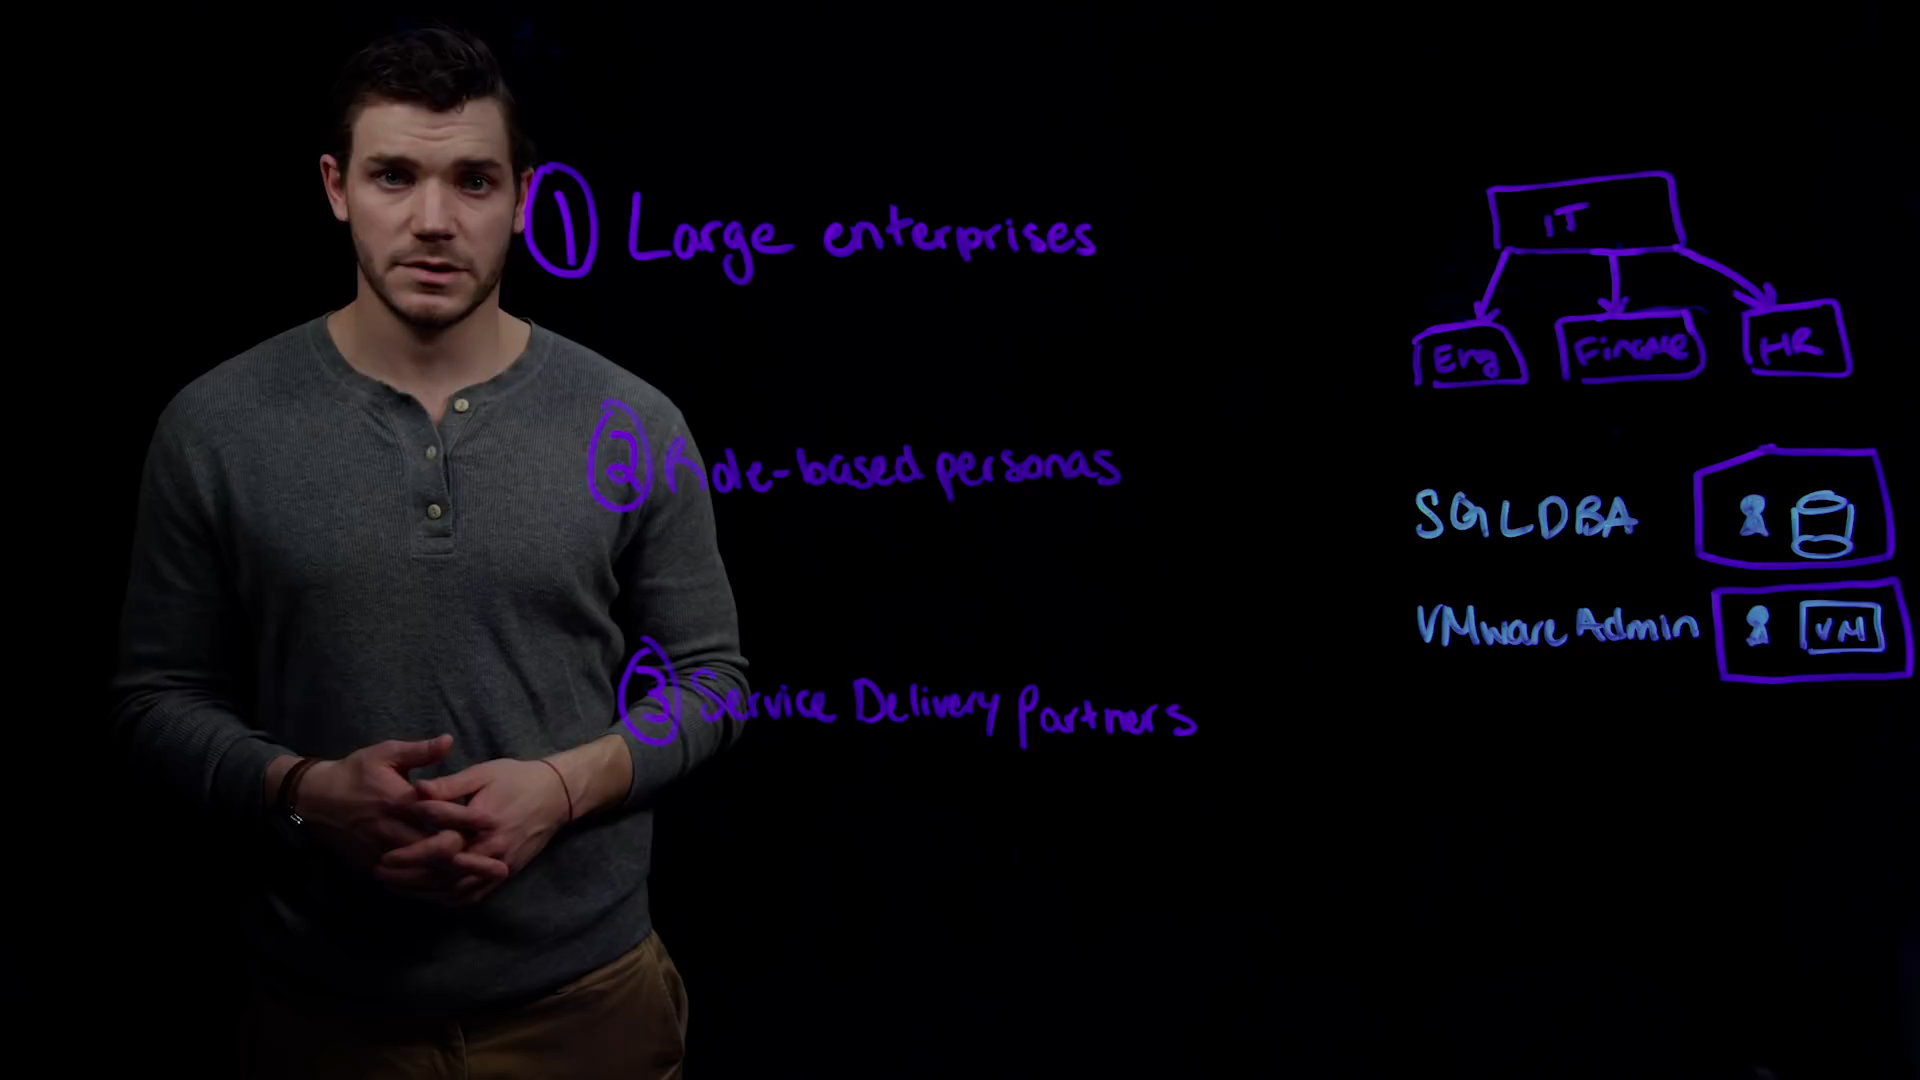 1 Large enterprises
IT
Eng Finance HR
2 Role-based personas
SQL DBA
VMware Admin VM
3 Service Delivery Partners